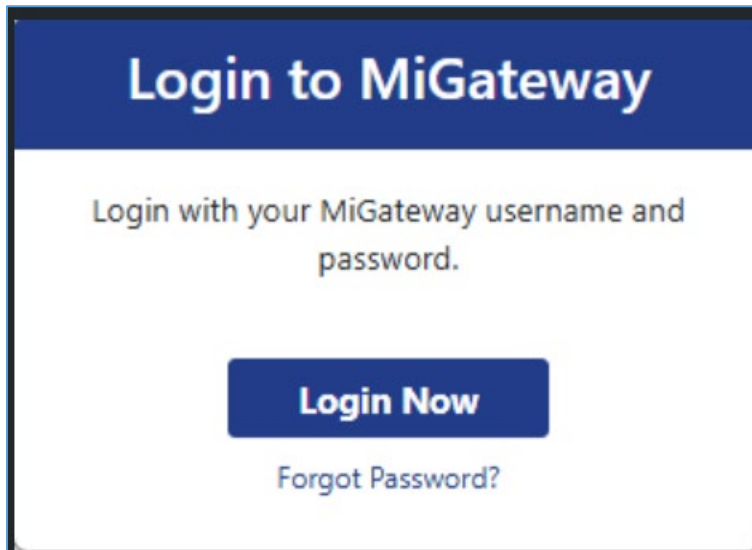 Login to MiGateway
Login with your MiGateway username and
password.
Login Now
Forgot Password?